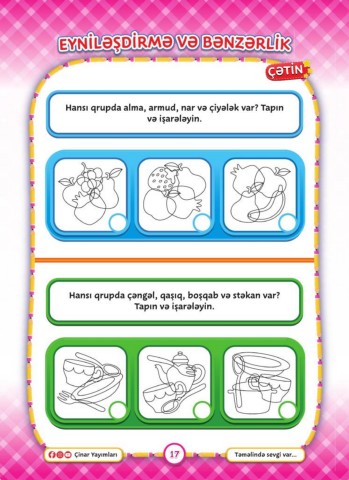 EYNİLƏŞDİRMƏ VƏ BƏNZƏRLİK
ÇƏTİN
Hansı qrupda alma, armud, nar və çiyələk var? Tapın
və işarələyin.
Hansı qrupda çəngəl, qaşıq, boşqab və stəkan var?
Tapın və işarələyin.
Çinar Yayımları
17
Təməlində sevgi var...